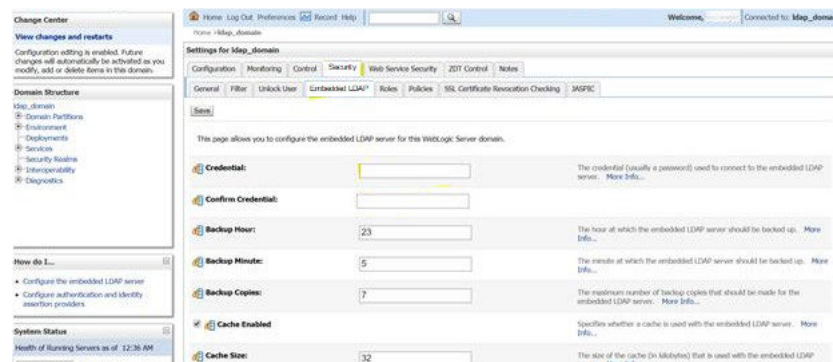 Change Center
View changes and restarts
Configuration editing is enabled. Future
changes will automatically be activated as you
modify, add or delete items in this domain.
Domain Structure
ldap_domain
Domain Partitions
Environment
Deployments
Services
Security Realms
Interoperability
Diagnostics
How do I...
Configure the embedded LDAP server
Configure authentication and identity
assertion providers
System Status
Health of Running Servers as of 12:36 AM
Home Log Out Preferences Record Help
Welcome,
Connected to: ldap_doma
Home >ldap_domain
Settings for ldap_domain
Configuration Monitoring Control Security Web Service Security ZDT Control Notes
General Filter Unlock User Embedded LDAP Roles Policies SSL Certificate Revocation Checking JASPIC
Save
This page allows you to configure the embedded LDAP server for this WebLogic Server domain.
Credential:
The credential (usually a password) used to connect to the embedded LDAP
server. More Info...
Confirm Credential:
Backup Hour:
23
The hour at which the embedded LDAP server should be backed up. More
Info...
Backup Minute:
5
The minute at which the embedded LDAP server should be backed up. More
Info...
Backup Copies:
7
The maximum number of backup copies that should be made for the
embedded LDAP server. More Info...
Cache Enabled
Specifies whether a cache is used with the embedded LDAP server. More
Info...
Cache Size:
32
The size of the cache (in kilobytes) that is used with the embedded LDAP